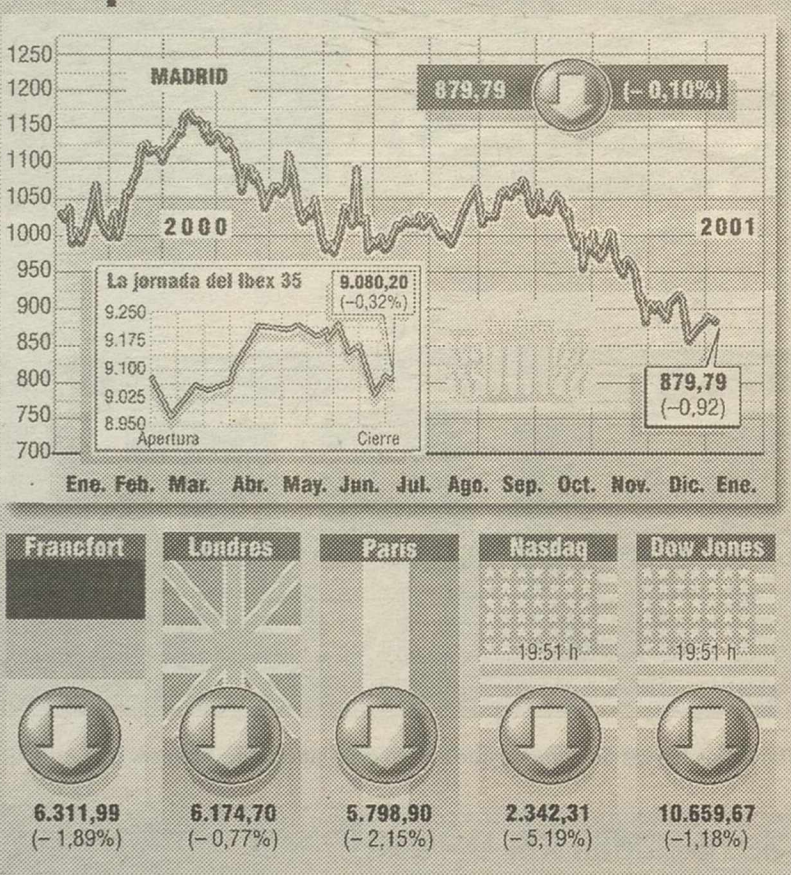 1250
1200
1150
1100
1050
1000
950
900
850
800
750
700
MADRID
879,79 (– 0,10%)
2000
2001
La jornada del Ibex 35
9.080,20
(–0,32%)
9.250
9.175
9.100
9.025
8.950
Apertura Cierre
879,79
(–0,92)
Ene. Feb. Mar. Abr. May. Jun. Jul. Ago. Sep. Oct. Nov. Dic. Ene.
Francfort Londres París Nasdaq Dow Jones
19:51 h 19:51 h
6.311,99 6.174,70 5.798,90 2.342,31 10.659,67
(– 1,89%) (– 0,77%) (– 2,15%) (– 5,19%) (–1,18%)